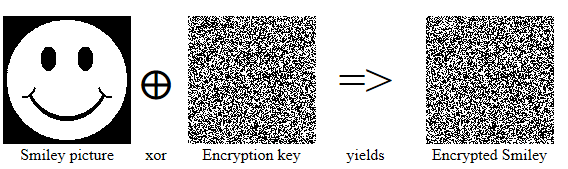 ⊕ =>
Smiley picture xor Encryption key yields Encrypted Smiley